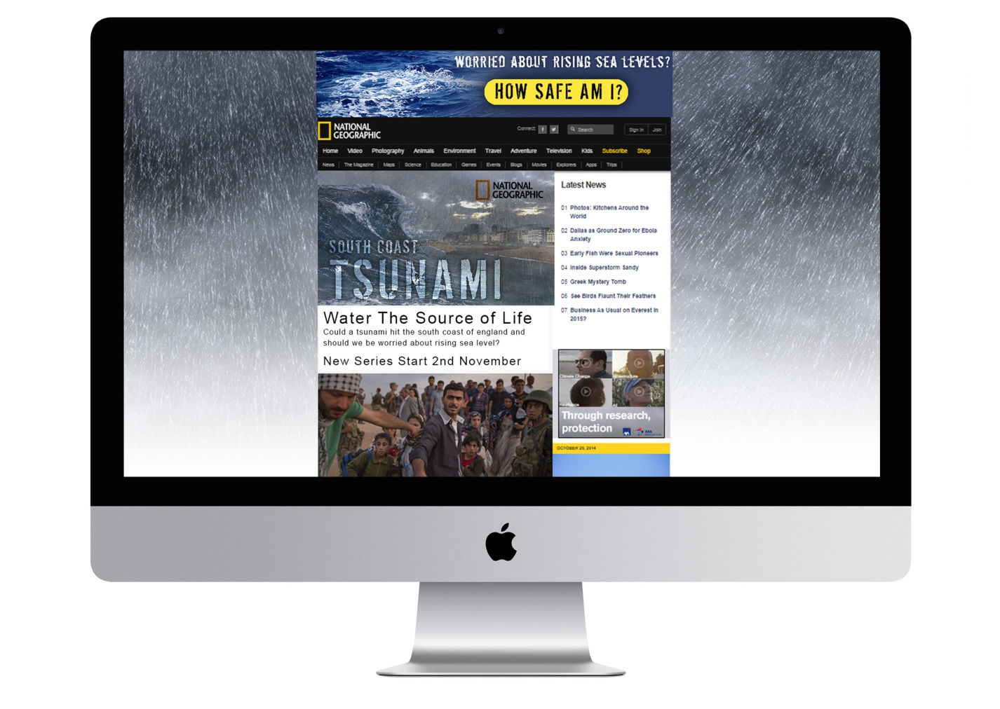 WORRIED ABOUT RISING SEA LEVELS?
HOW SAFE AM I?
NATIONAL
GEOGRAPHIC
Connect:
Search
Sign In
Join
Home Video Photography Animals Environment Travel Adventure Television Kids Subscribe Shop
News The Magazine Maps Science Education Games Events Blogs Movies Explorers Apps Trips
NATIONAL
GEOGRAPHIC
SOUTH COAST
TSUNAMI
Water The Source of Life
Could a tsunami hit the south coast of england and
should we be worried about rising sea level?
New Series Start 2nd November
Latest News
01 Photos: Kitchens Around the
World
02 Dallas as Ground Zero for Ebola
Anxiety
03 Early Fish Were Sexual Pioneers
04 Inside Superstorm Sandy
05 Greek Mystery Tomb
06 See Birds Flaunt Their Feathers
07 Business As Usual on Everest in
2015?
Climate Change
Through research,
protection
AXA
OCTOBER 20, 2014